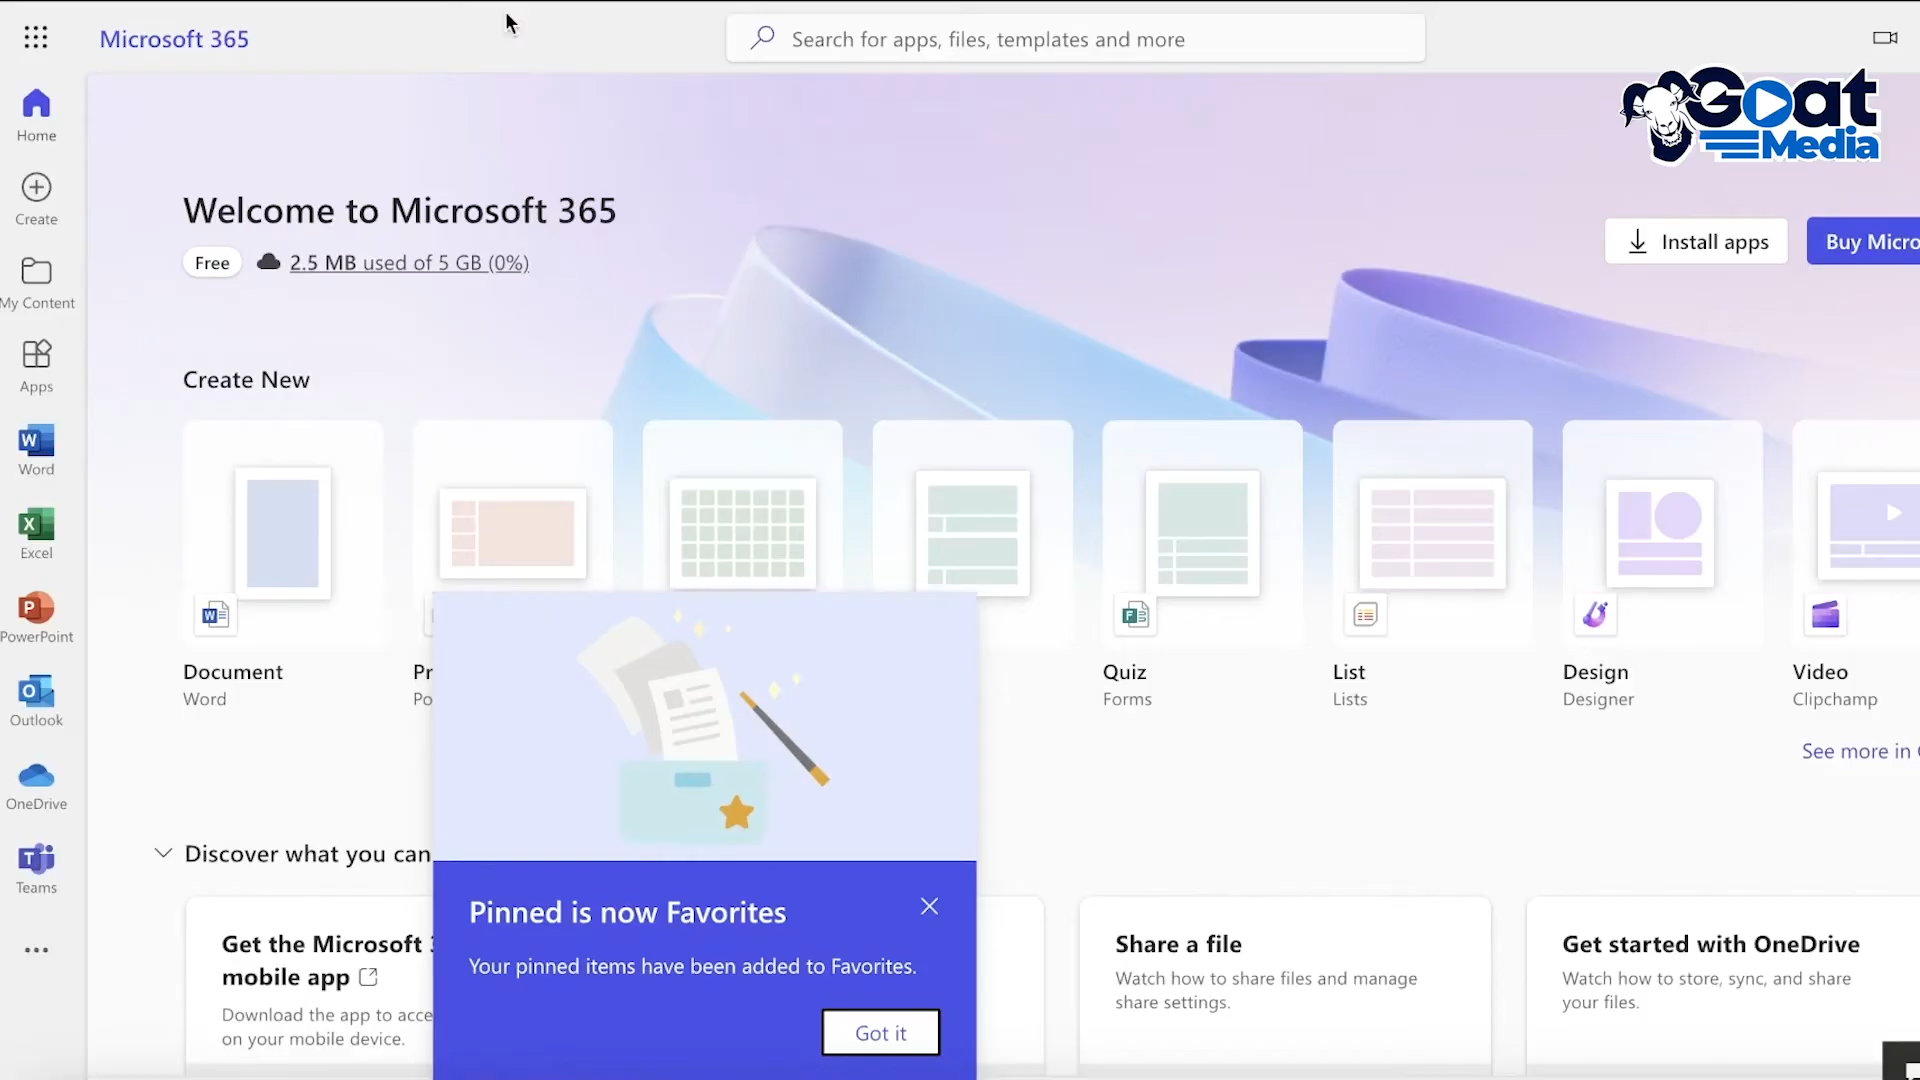 Microsoft 365
Search for apps, files, templates and more
Goat
Media
Home
Create
My Content
Apps
Word
Excel
PowerPoint
Outlook
OneDrive
Teams
Welcome to Microsoft 365
Free
2.5 MB used of 5 GB (0%)
Install apps
Buy Micro
Create New
Document
Word
Pr
Po
Quiz
Forms
List
Lists
Design
Designer
Video
Clipchamp
See more in
Discover what you can
Get the Microsoft
mobile app
Download the app to acce
on your mobile device.
Pinned is now Favorites
Your pinned items have been added to Favorites.
Got it
Share a file
Watch how to share files and manage
share settings.
Get started with OneDrive
Watch how to store, sync, and share
your files.